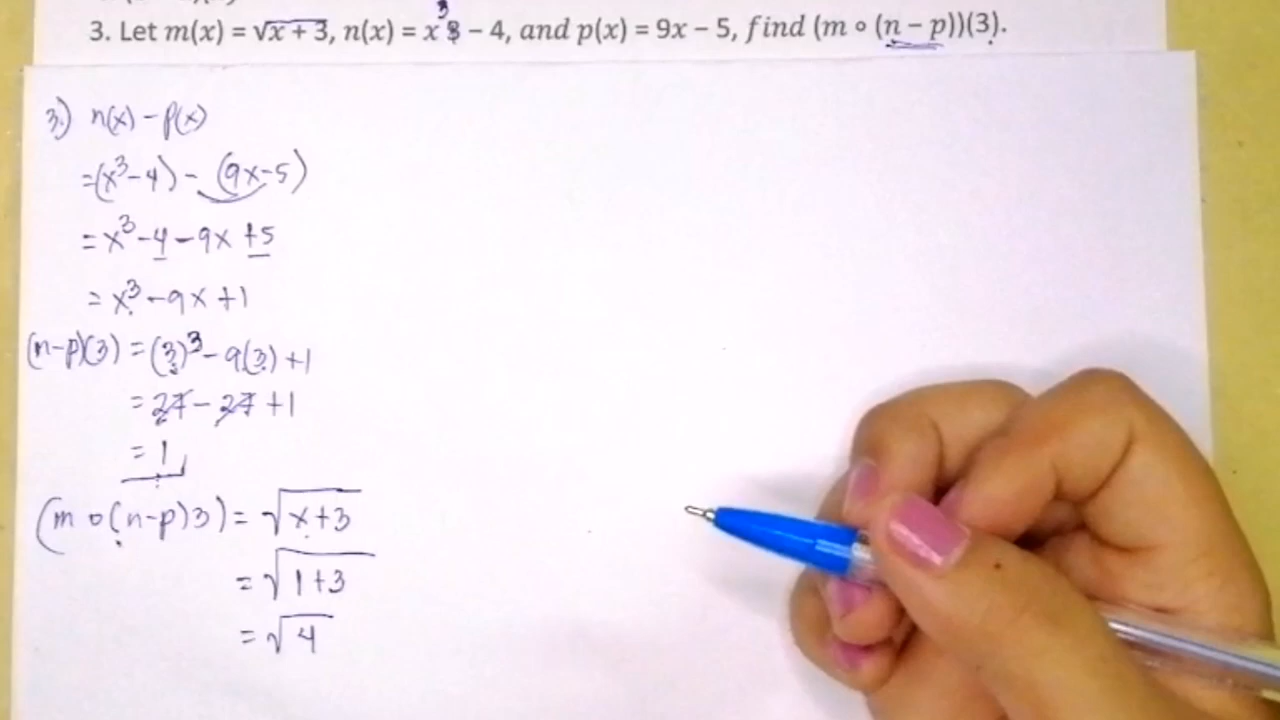 3. Let m(x) = √x + 3, n(x) = x³ − 4, and p(x) = 9x − 5, find (m ∘ (n − p))(3).
3.) n(x) − p(x)
=(x³−4) − (9x−5)
= x³ −4 −9x +5
= x³ −9x +1
(n−p)(3) = (3)³ − 9(3) +1
= 27 − 27 +1
= 1
(m ∘ (n−p)3) = √x+3
= √1+3
= √4